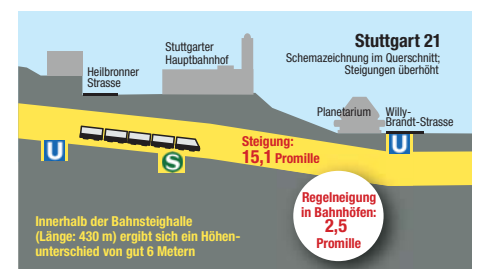 Stuttgart 21
Schemazeichnung im Querschnitt;
Steigungen überhöht
Stuttgarter
Hauptbahnhof
Heilbronner
Strasse
Planetarium
Willy-
Brandt-Strasse
U
S
U
Steigung:
15,1 Promille
Regelneigung
in Bahnhöfen:
2,5
Promille
Innerhalb der Bahnsteighalle
(Länge: 430 m) ergibt sich ein Höhen-
unterschied von gut 6 Metern